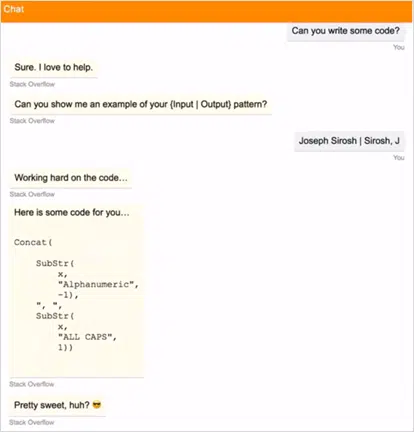 Chat
Can you write some code?
You
Sure. I love to help.
Stack Overflow
Can you show me an example of your {Input | Output} pattern?
Stack Overflow
Joseph Sirosh | Sirosh, J
You
Working hard on the code…
Stack Overflow
Here is some code for you…
Concat(
SubStr(
x,
"Alphanumeric",
-1),
", ",
SubStr(
x,
"ALL CAPS",
1))
Stack Overflow
Pretty sweet, huh? 😎
Stack Overflow